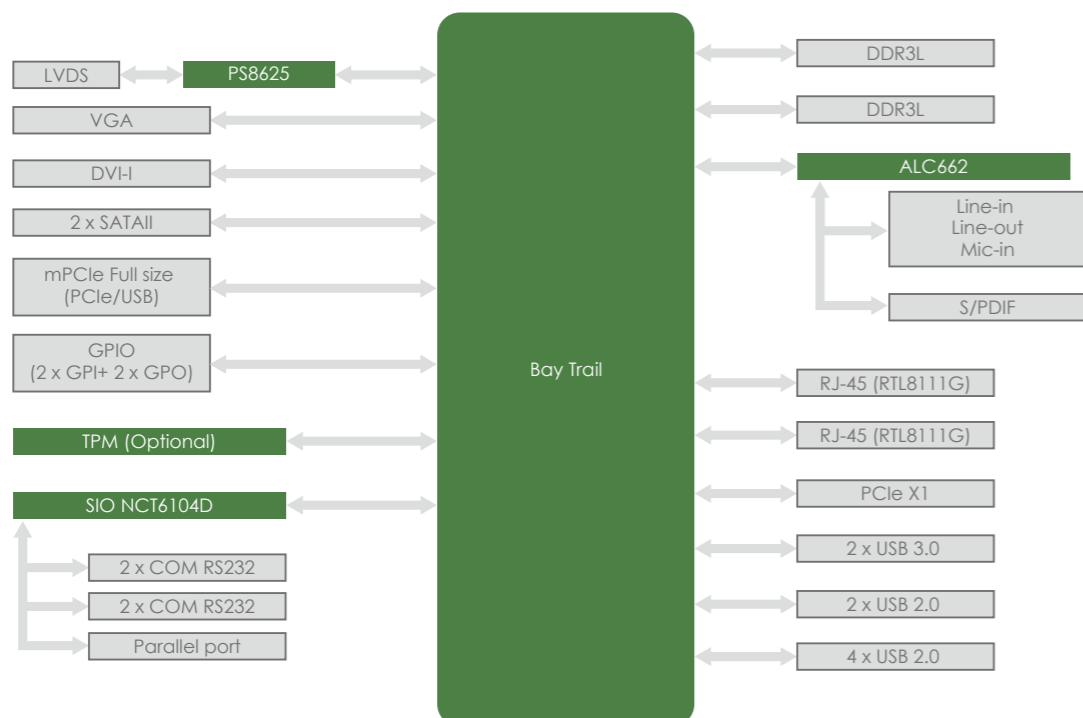 LVDS
PS8625
VGA
DVI-I
2 x SATAII
mPCIe Full size
(PCIe/USB)
GPIO
(2 x GPI+ 2 x GPO)
TPM (Optional)
SIO NCT6104D
2 x COM RS232
2 x COM RS232
Parallel port
Bay Trail
DDR3L
DDR3L
ALC662
Line-in
Line-out
Mic-in
S/PDIF
RJ-45 (RTL8111G)
RJ-45 (RTL8111G)
PCIe X1
2 x USB 3.0
2 x USB 2.0
4 x USB 2.0